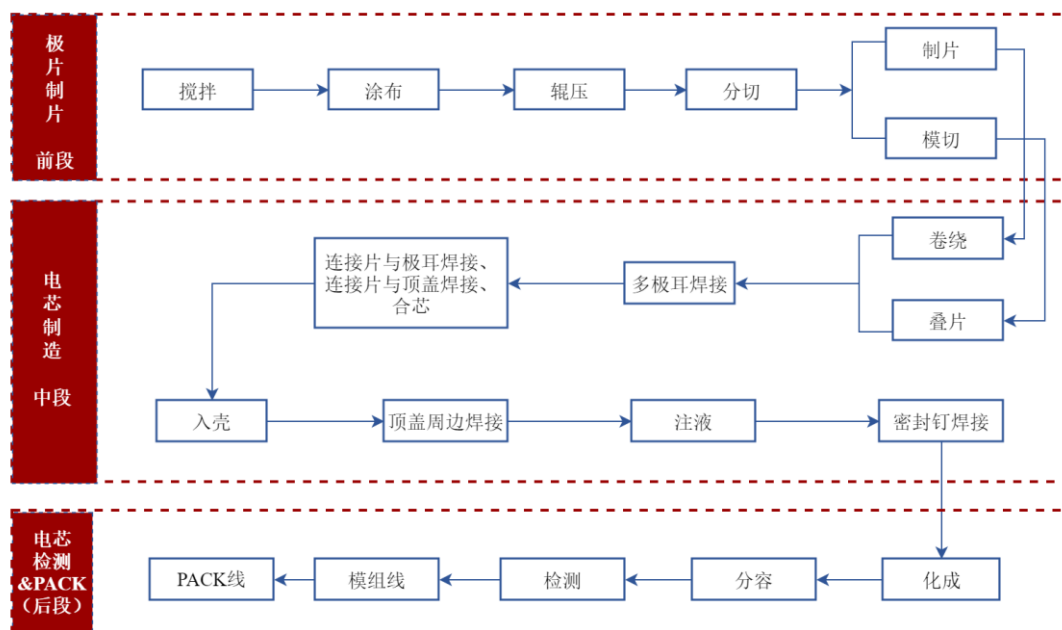 极
片
制
片
前段
搅拌
涂布
辊压
分切
制片
模切
电
芯
制
造
中段
连接片与极耳焊接、
连接片与顶盖焊接、
合芯
多极耳焊接
卷绕
叠片
入壳
顶盖周边焊接
注液
密封钉焊接
电芯
检测
&PACK
（后段）
PACK线
模组线
检测
分容
化成